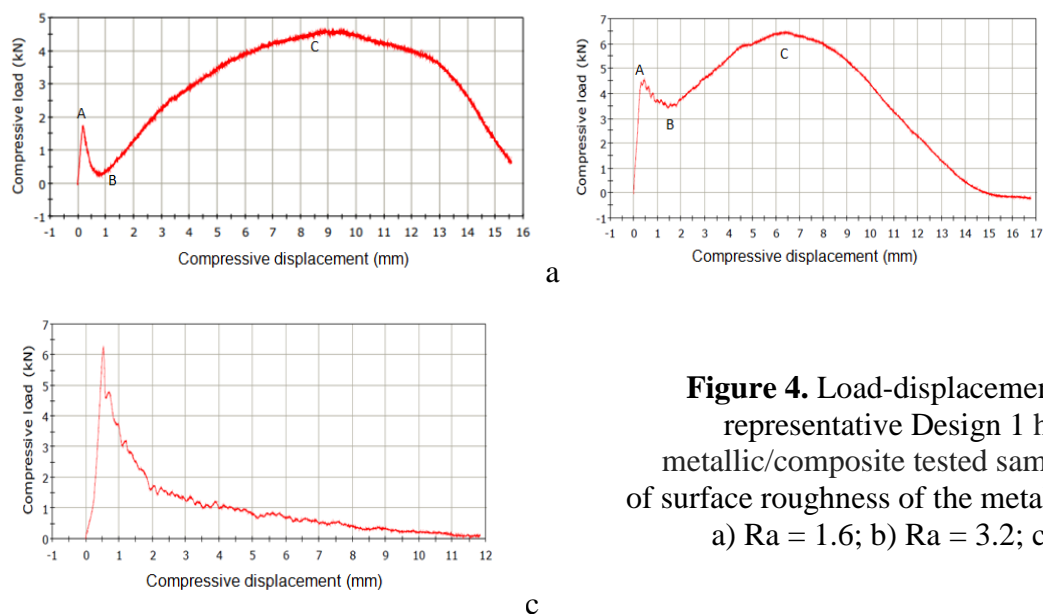 Compressive load (kN)
5
4
3
2
1
0
-1
A
B
C
-1 0 1 2 3 4 5 6 7 8 9 10 11 12 13 14 15 16
Compressive displacement (mm)
Compressive load (kN)
7
6
5
4
3
2
1
0
-1
A
B
C
-1 0 1 2 3 4 5 6 7 8 9 10 11 12 13 14 15 16 17
Compressive displacement (mm)
a
Compressive load (kN)
7
6
5
4
3
2
1
0
-1 0 1 2 3 4 5 6 7 8 9 10 11 12
Compressive displacement (mm)
c
Figure 4. Load-displacement
representative Design 1 h
metallic/composite tested sam
of surface roughness of the meta
a) Ra = 1.6; b) Ra = 3.2; c